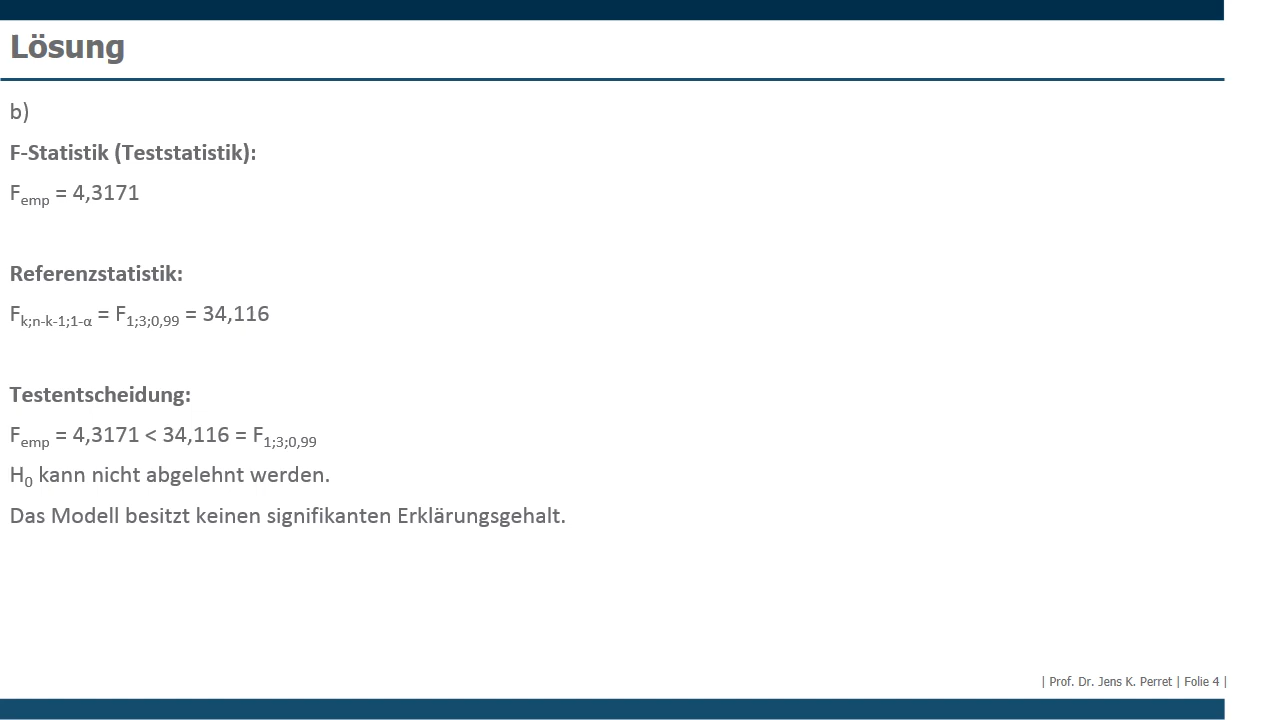 Lösung
b)
F-Statistik (Teststatistik):
Femp = 4,3171
Referenzstatistik:
Fk;n-k-1;1-α = F1;3;0,99 = 34,116
Testentscheidung:
Femp = 4,3171 < 34,116 = F1;3;0,99
H0 kann nicht abgelehnt werden.
Das Modell besitzt keinen signifikanten Erklärungsgehalt.
| Prof. Dr. Jens K. Perret | Folie 4 |